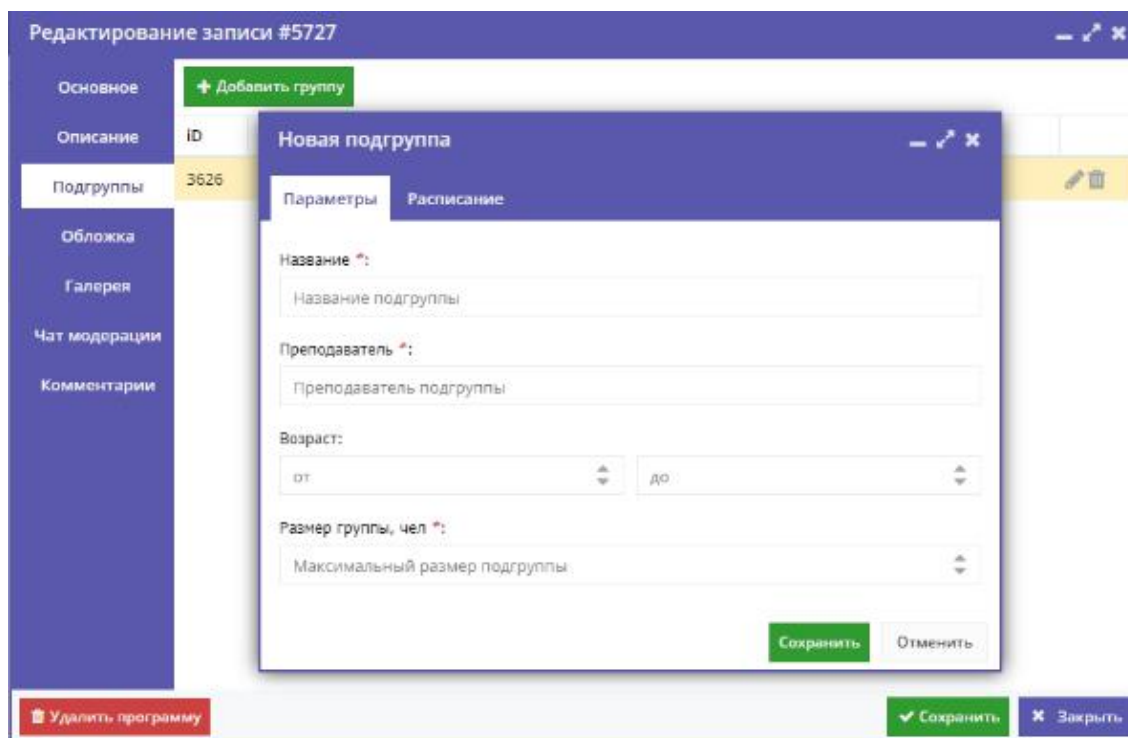 Редактирование записи #5727
Основное
+ Добавить группу
Описание
iD
Новая подгруппа
Подгруппы
3626
Параметры Расписание
Обложка
Название *:
Галерея
Название подгруппы
Чат модерации
Преподаватель *:
Комментарии
Преподаватель подгруппы
Возраст:
от до
Размер группы, чел *:
Максимальный размер подгруппы
Сохранить Отменить
Удалить программу Сохранить Закрыть